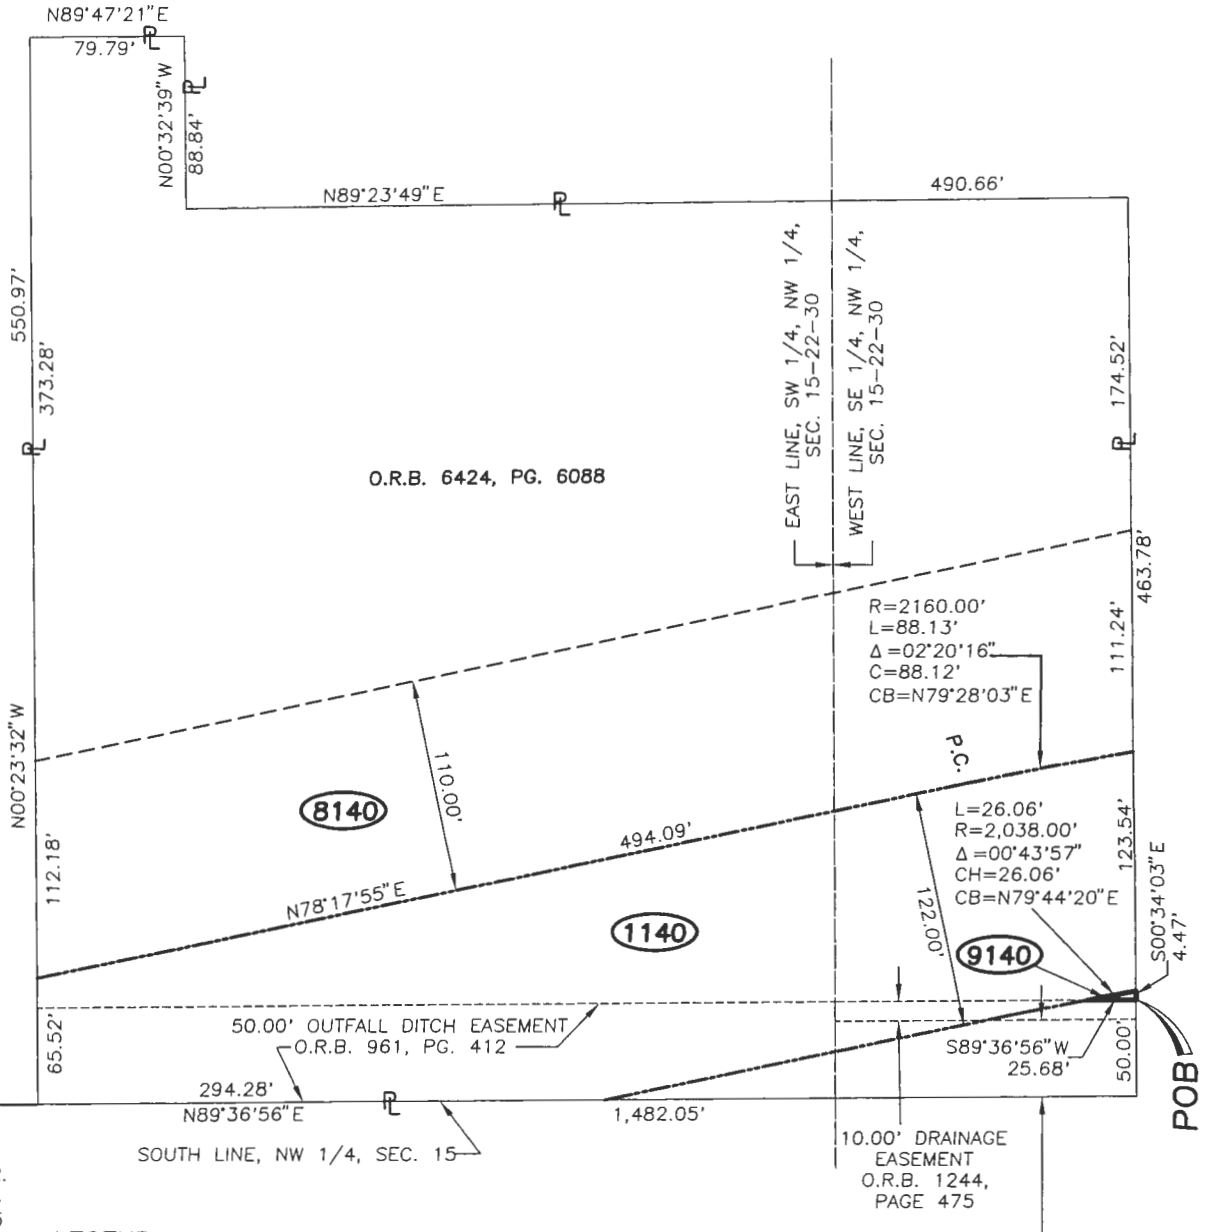 N89°47'21"E
79.79'
N00°32'39"W
88.84'
N89°23'49"E
490.66'
550.97'
373.28'
EAST LINE, SW 1/4, NW 1/4,
SEC. 15-22-30
WEST LINE, SE 1/4, NW 1/4,
SEC. 15-22-30
174.52'
O.R.B. 6424, PG. 6088
463.78'
R=2160.00'
L=88.13'
Δ=02°20'16"
C=88.12'
CB=N79°28'03"E
111.24'
N00°23'32"W
110.00'
P.C.
8140
112.18'
494.09'
N78°17'55"E
L=26.06'
R=2,038.00'
Δ=00°43'57"
CH=26.06'
CB=N79°44'20"E
123.54'
122.00'
1140
9140
S00°34'03"E
4.47'
50.00' OUTFALL DITCH EASEMENT
O.R.B. 961, PG. 412
65.52'
S89°36'56"W
25.68'
50.00'
POB
294.28'
N89°36'56"E
1,482.05'
SOUTH LINE, NW 1/4, SEC. 15
10.00' DRAINAGE
EASEMENT
O.R.B. 1244,
PAGE 475